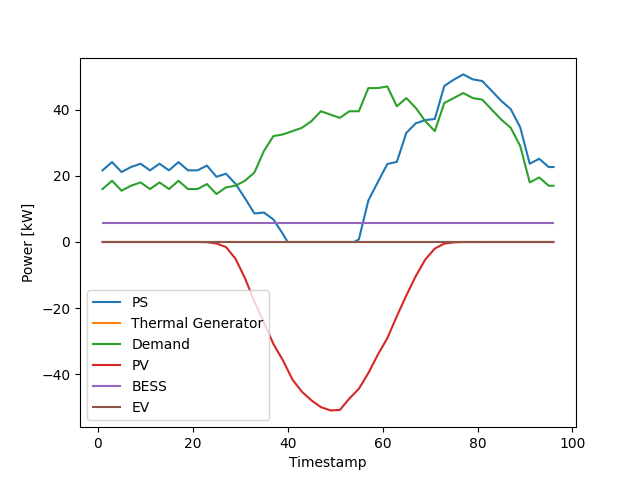 40
20
0
−20
−40
Power [kW]
PS
Thermal Generator
Demand
PV
BESS
EV
0 20 40 60 80 100
Timestamp